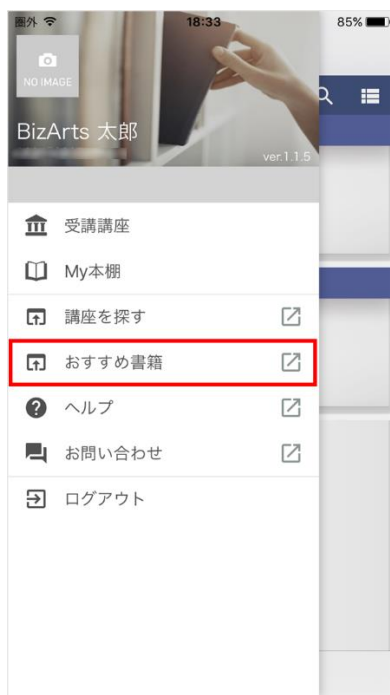 圏外 18:33 85%
NO IMAGE
BizArts 太郎
ver.1.1.5
受講講座
My本棚
講座を探す
おすすめ書籍
ヘルプ
お問い合わせ
ログアウト